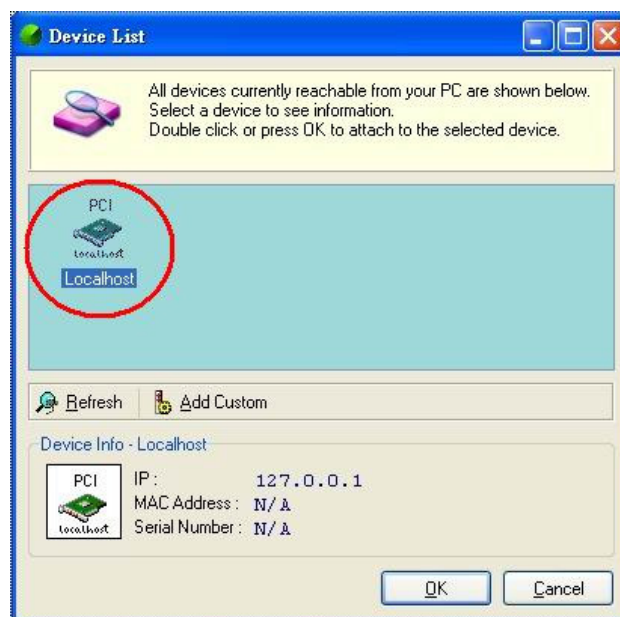 Device List
All devices currently reachable from your PC are shown below.
Select a device to see information.
Double click or press OK to attach to the selected device.
PCI
localhost
Localhost
Refresh
Add Custom
Device Info - Localhost
PCI
localhost
IP : 127.0.0.1
MAC Address : N/A
Serial Number : N/A
OK
Cancel